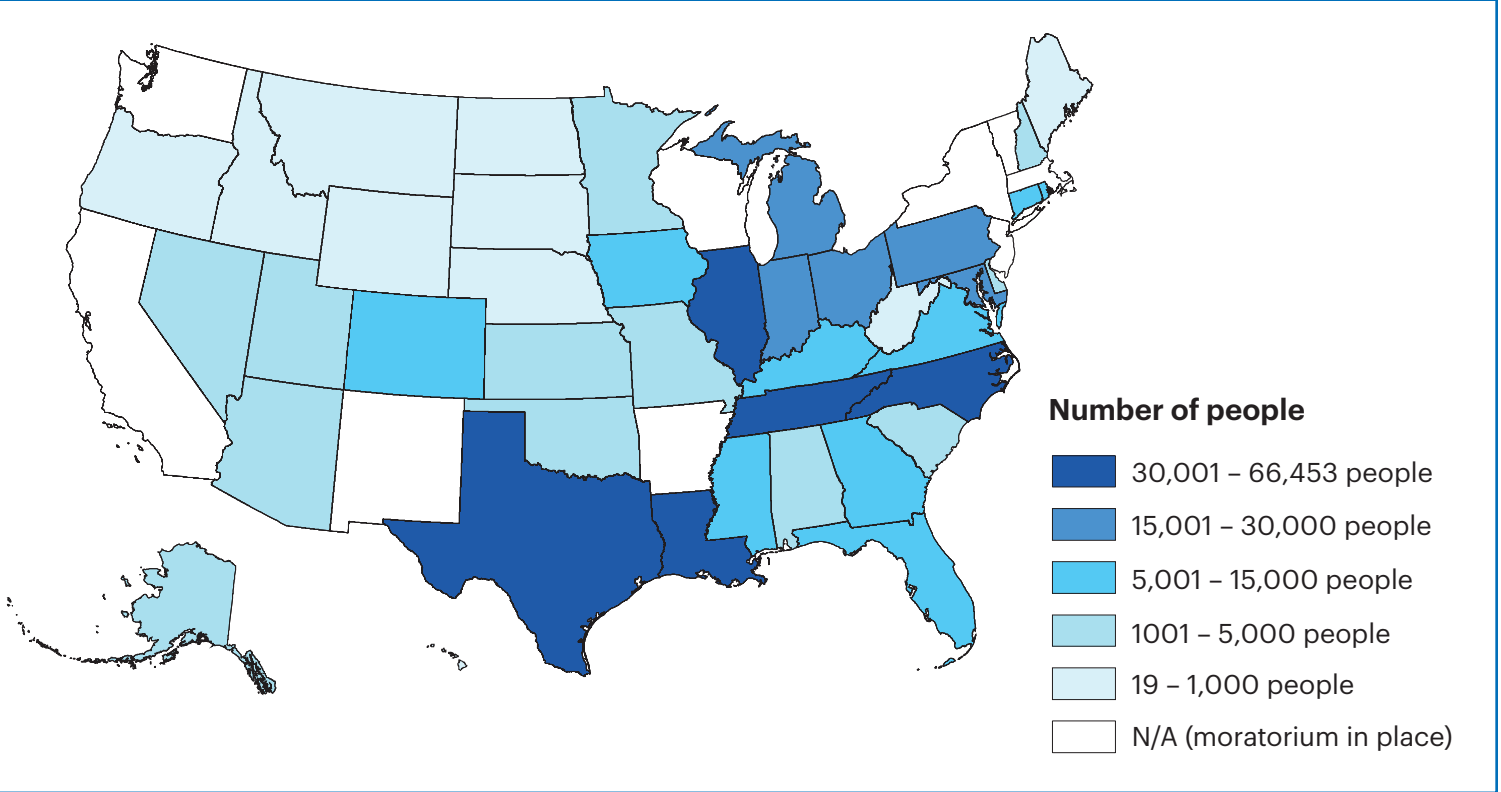 Number of people
30,001 – 66,453 people
15,001 – 30,000 people
5,001 – 15,000 people
1001 – 5,000 people
19 – 1,000 people
N/A (moratorium in place)